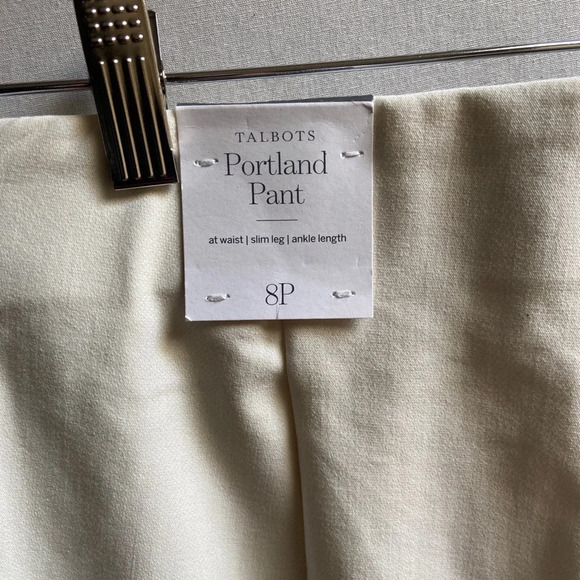 TALBOTS
Portland
Pant
at waist | slim leg | ankle length
8P